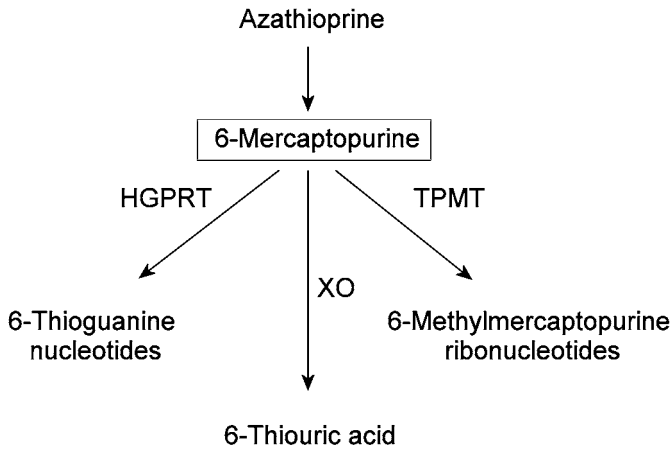 Azathioprine
6-Mercaptopurine
HGPRT
TPMT
XO
6-Thioguanine
nucleotides
6-Methylmercaptopurine
ribonucleotides
6-Thiouric acid